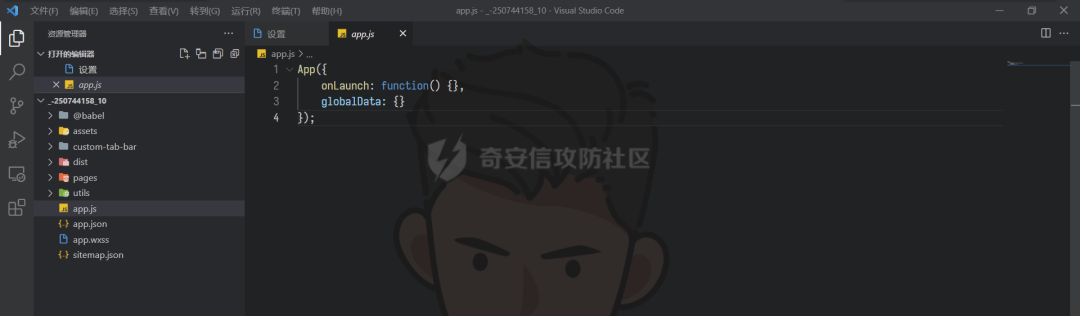 文件(F) 编辑(E) 选择(S) 查看(V) 转到(G) 运行(R) 终端(T) 帮助(H) app.js - _-250744158_10 - Visual Studio Code
资源管理器
打开的编辑器
设置
app.js
_-250744158_10
@babel
assets
custom-tab-bar
dist
pages
utils
app.js
app.json
app.wxss
sitemap.json
设置 app.js
app.js > ...
1 App({
2 onLaunch: function() {},
3 globalData: {}
4 });
奇安信攻防社区